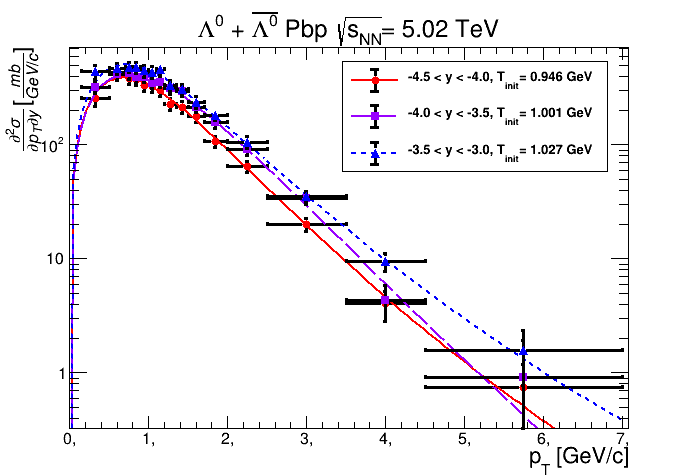 Λ⁰ + Λ̅⁰ Pbp √s_NN = 5.02 TeV
∂²σ/∂p_T∂y [mb/GeV/c]
-4.5 < y < -4.0, T_init = 0.946 GeV
-4.0 < y < -3.5, T_init = 1.001 GeV
-3.5 < y < -3.0, T_init = 1.027 GeV
10²
10
1
0, 1, 2, 3, 4, 5, 6, 7,
p_T [GeV/c]